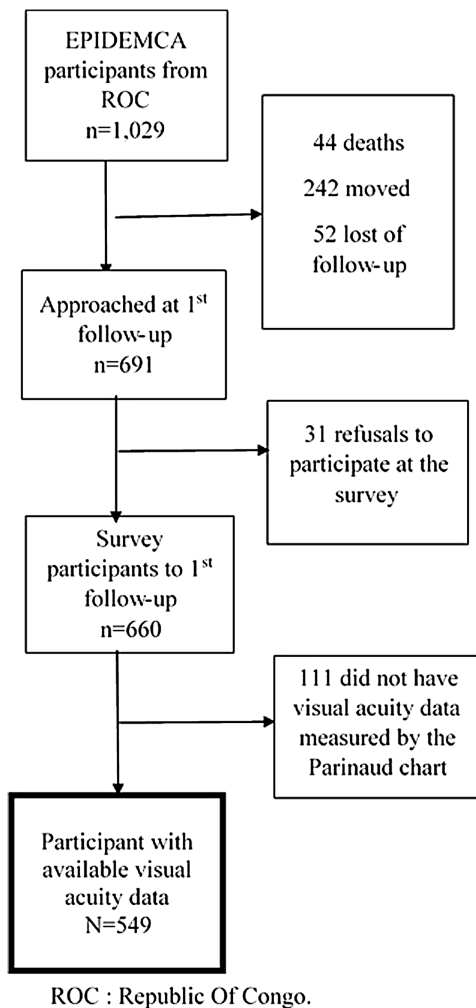 EPIDEMCA
participants from
ROC
n=1,029
44 deaths
242 moved
52 lost of
follow-up
Approached at 1st
follow-up
n=691
31 refusals to
participate at the
survey
Survey
participants to 1st
follow-up
n=660
111 did not have
visual acuity data
measured by the
Parinaud chart
Participant with
available visual
acuity data
N=549
ROC : Republic Of Congo.